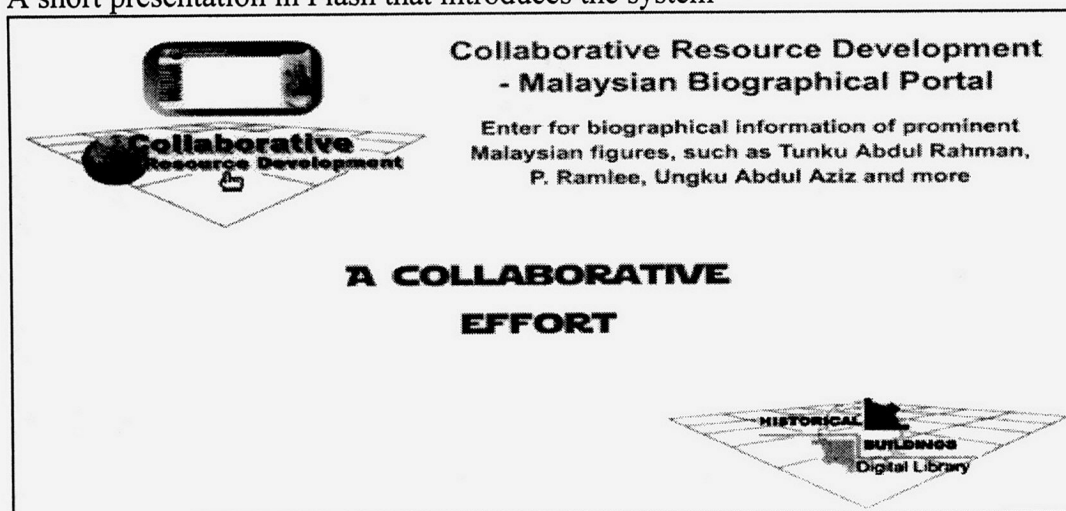 A short presentation in Flash that introduces the system
Collaborative Resource Development
- Malaysian Biographical Portal
Enter for biographical information of prominent
Malaysian figures, such as Tunku Abdul Rahman,
P. Ramlee, Ungku Abdul Aziz and more
Collaborative
Resource Development
A COLLABORATIVE
EFFORT
HISTORICAL
BUILDINGS
Digital Library